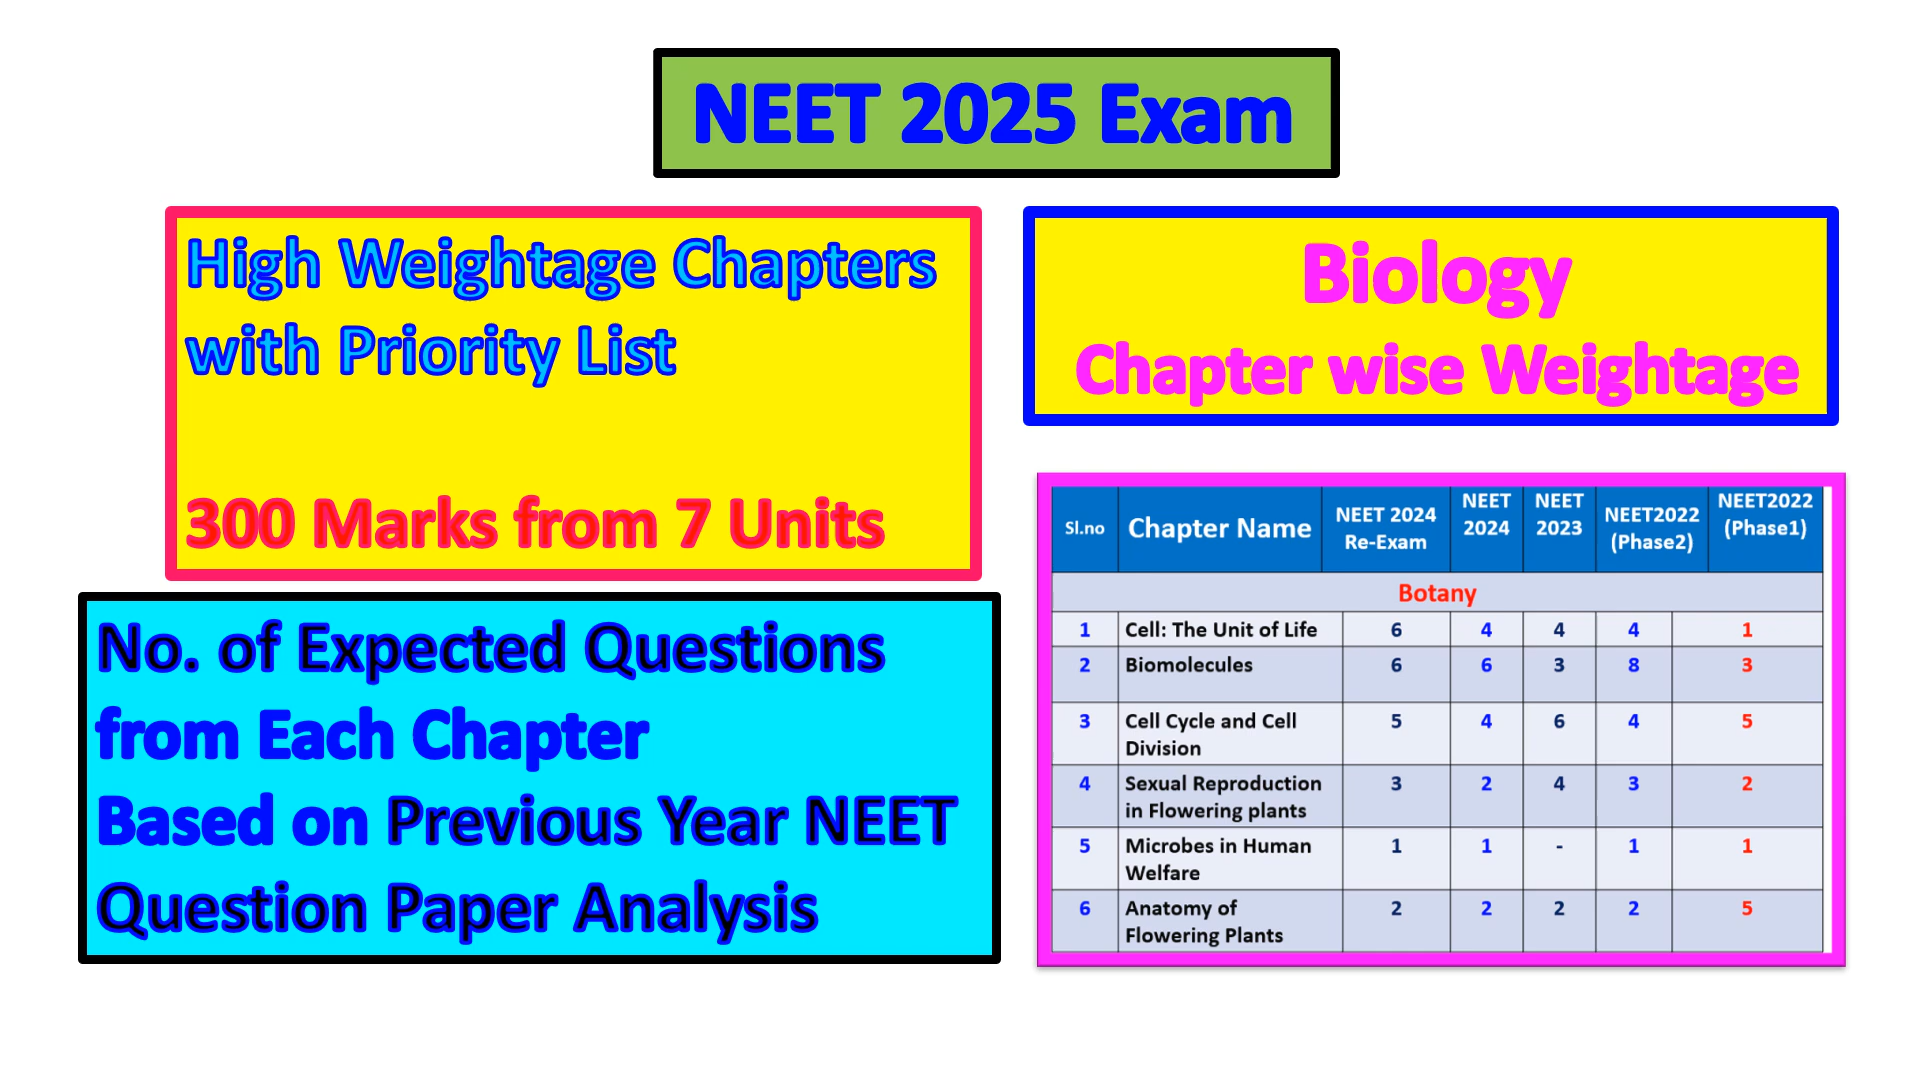 NEET 2025 Exam
High Weightage Chapters
with Priority List
300 Marks from 7 Units
Biology
Chapter wise Weightage
No. of Expected Questions
from Each Chapter
Based on Previous Year NEET
Question Paper Analysis
Sl.no Chapter Name NEET 2024 Re-Exam NEET 2024 NEET 2023 NEET2022 (Phase2) NEET2022 (Phase1)
Botany
1 Cell: The Unit of Life 6 4 4 4 1
2 Biomolecules 6 6 3 8 3
3 Cell Cycle and Cell Division 5 4 6 4 5
4 Sexual Reproduction in Flowering plants 3 2 4 3 2
5 Microbes in Human Welfare 1 1 - 1 1
6 Anatomy of Flowering Plants 2 2 2 2 5